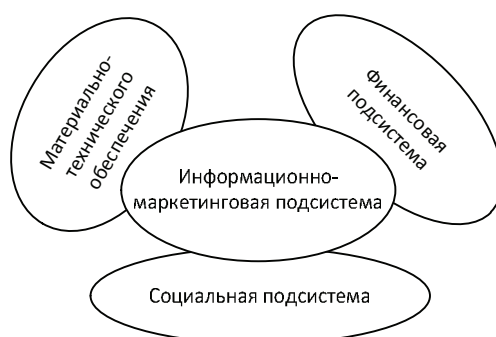 Материально-
технического
обеспечения
Финансовая
подсистема
Информационно-
маркетинговая подсистема
Социальная подсистема